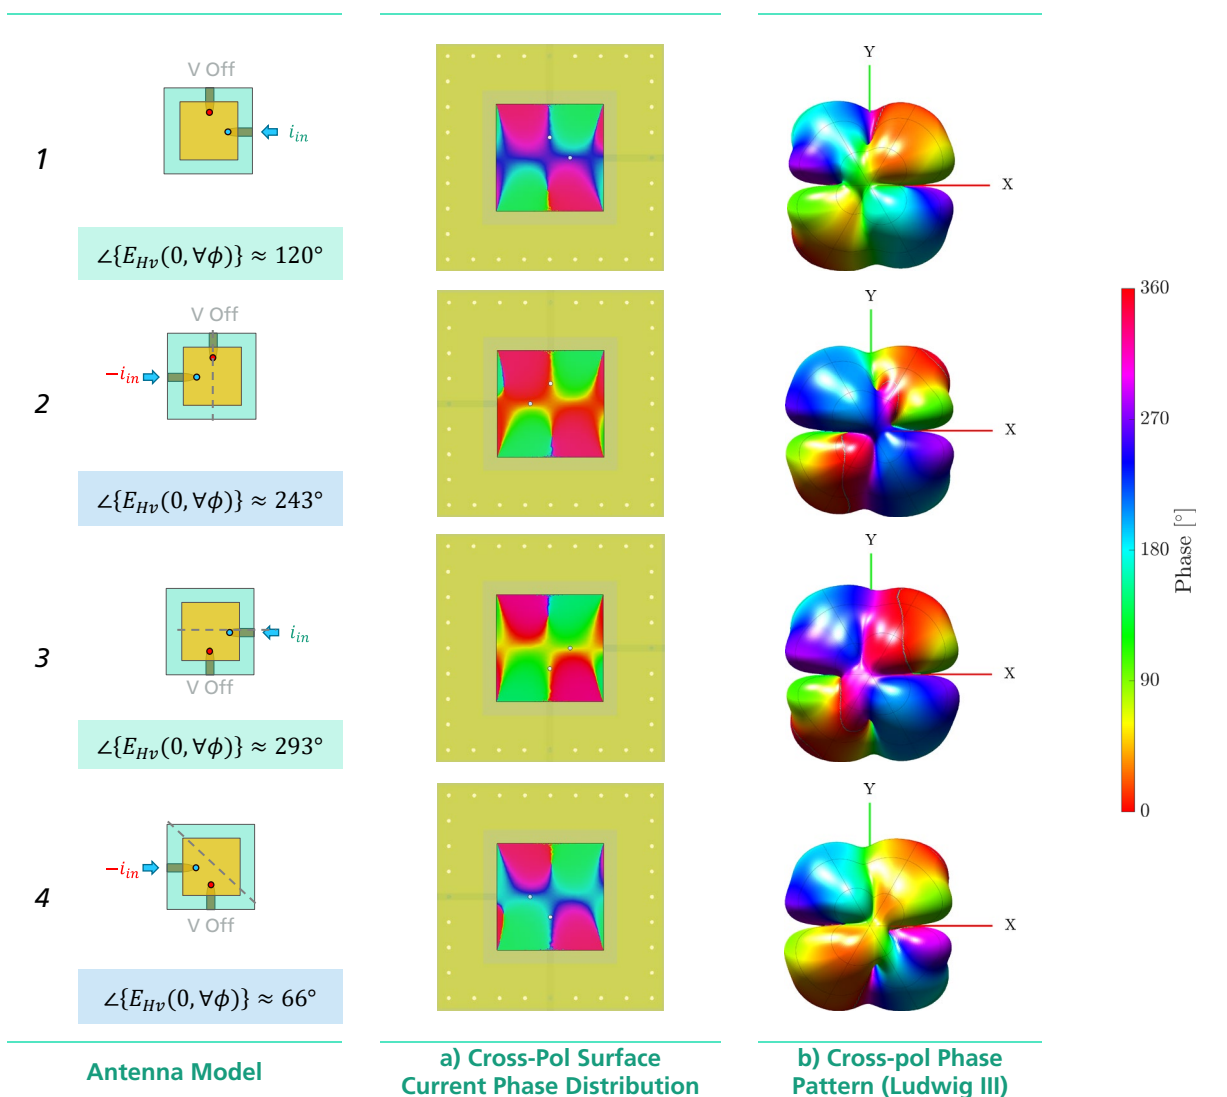 V Off
i_in
Y
1
X
∠{E_Hv(0, ∀ϕ)} ≈ 120°
V Off
Y
360
−i_in
2
270
X
∠{E_Hv(0, ∀ϕ)} ≈ 243°
180
Phase [°]
Y
i_in
3
X
90
V Off
∠{E_Hv(0, ∀ϕ)} ≈ 293°
0
Y
−i_in
4
V Off
X
∠{E_Hv(0, ∀ϕ)} ≈ 66°
Antenna Model
a) Cross-Pol Surface
Current Phase Distribution
b) Cross-pol Phase
Pattern (Ludwig III)